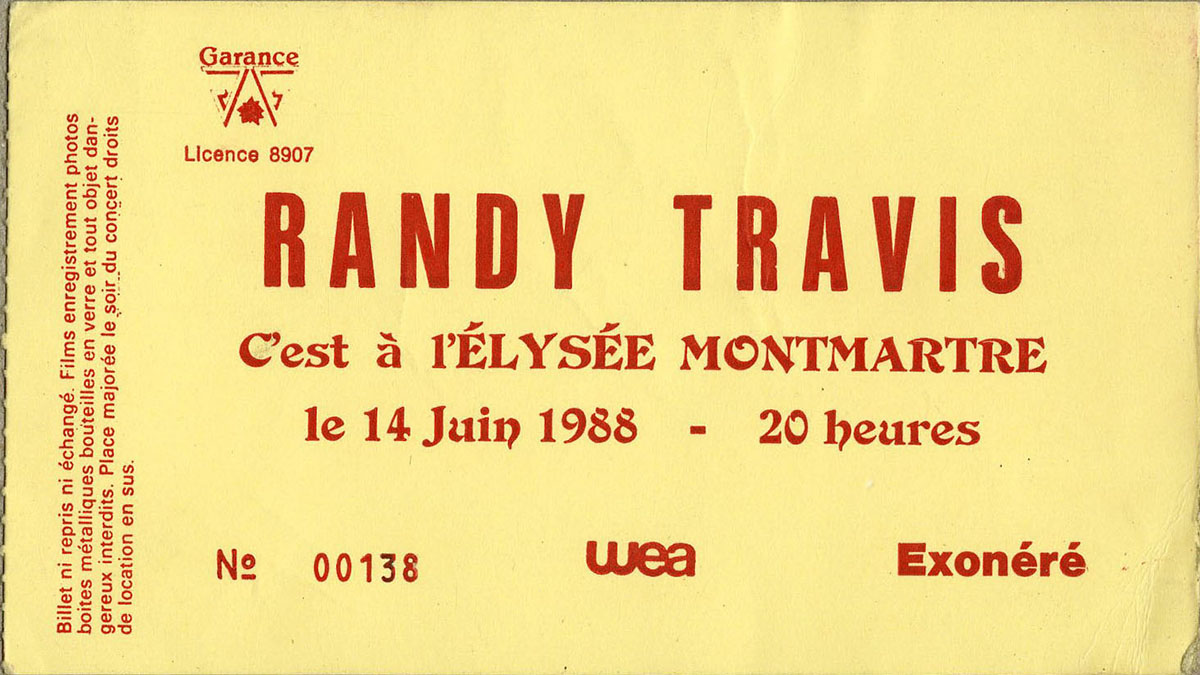 Garance
Licence 8907
RANDY TRAVIS
C'est à l'ÉLYSÉE MONTMARTRE
le 14 Juin 1988 - 20 heures
Nº 00138
wea
Exonéré
Billet ni repris ni échangé. Films enregistrement photos
boites métalliques bouteilles en verre et tout objet dan-
gereux interdits. Place majorée le soir du concert droits
de location en sus.